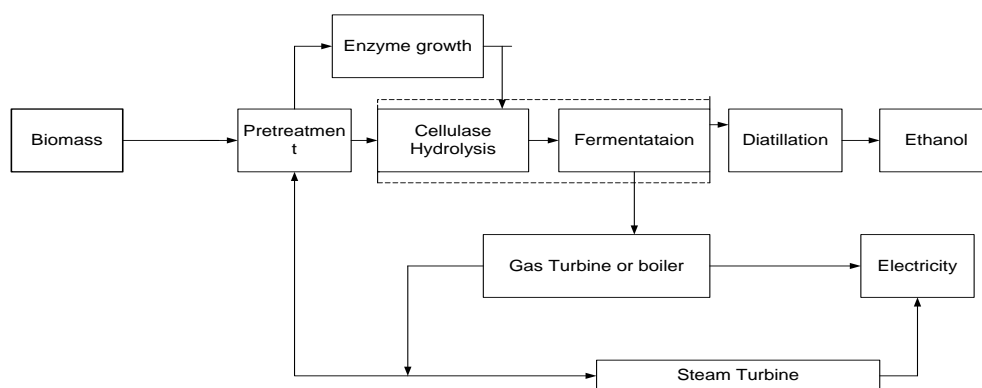 Enzyme growth
Biomass
Pretreatmen
t
Cellulase
Hydrolysis
Fermentataion
Diatillation
Ethanol
Gas Turbine or boiler
Electricity
Steam Turbine